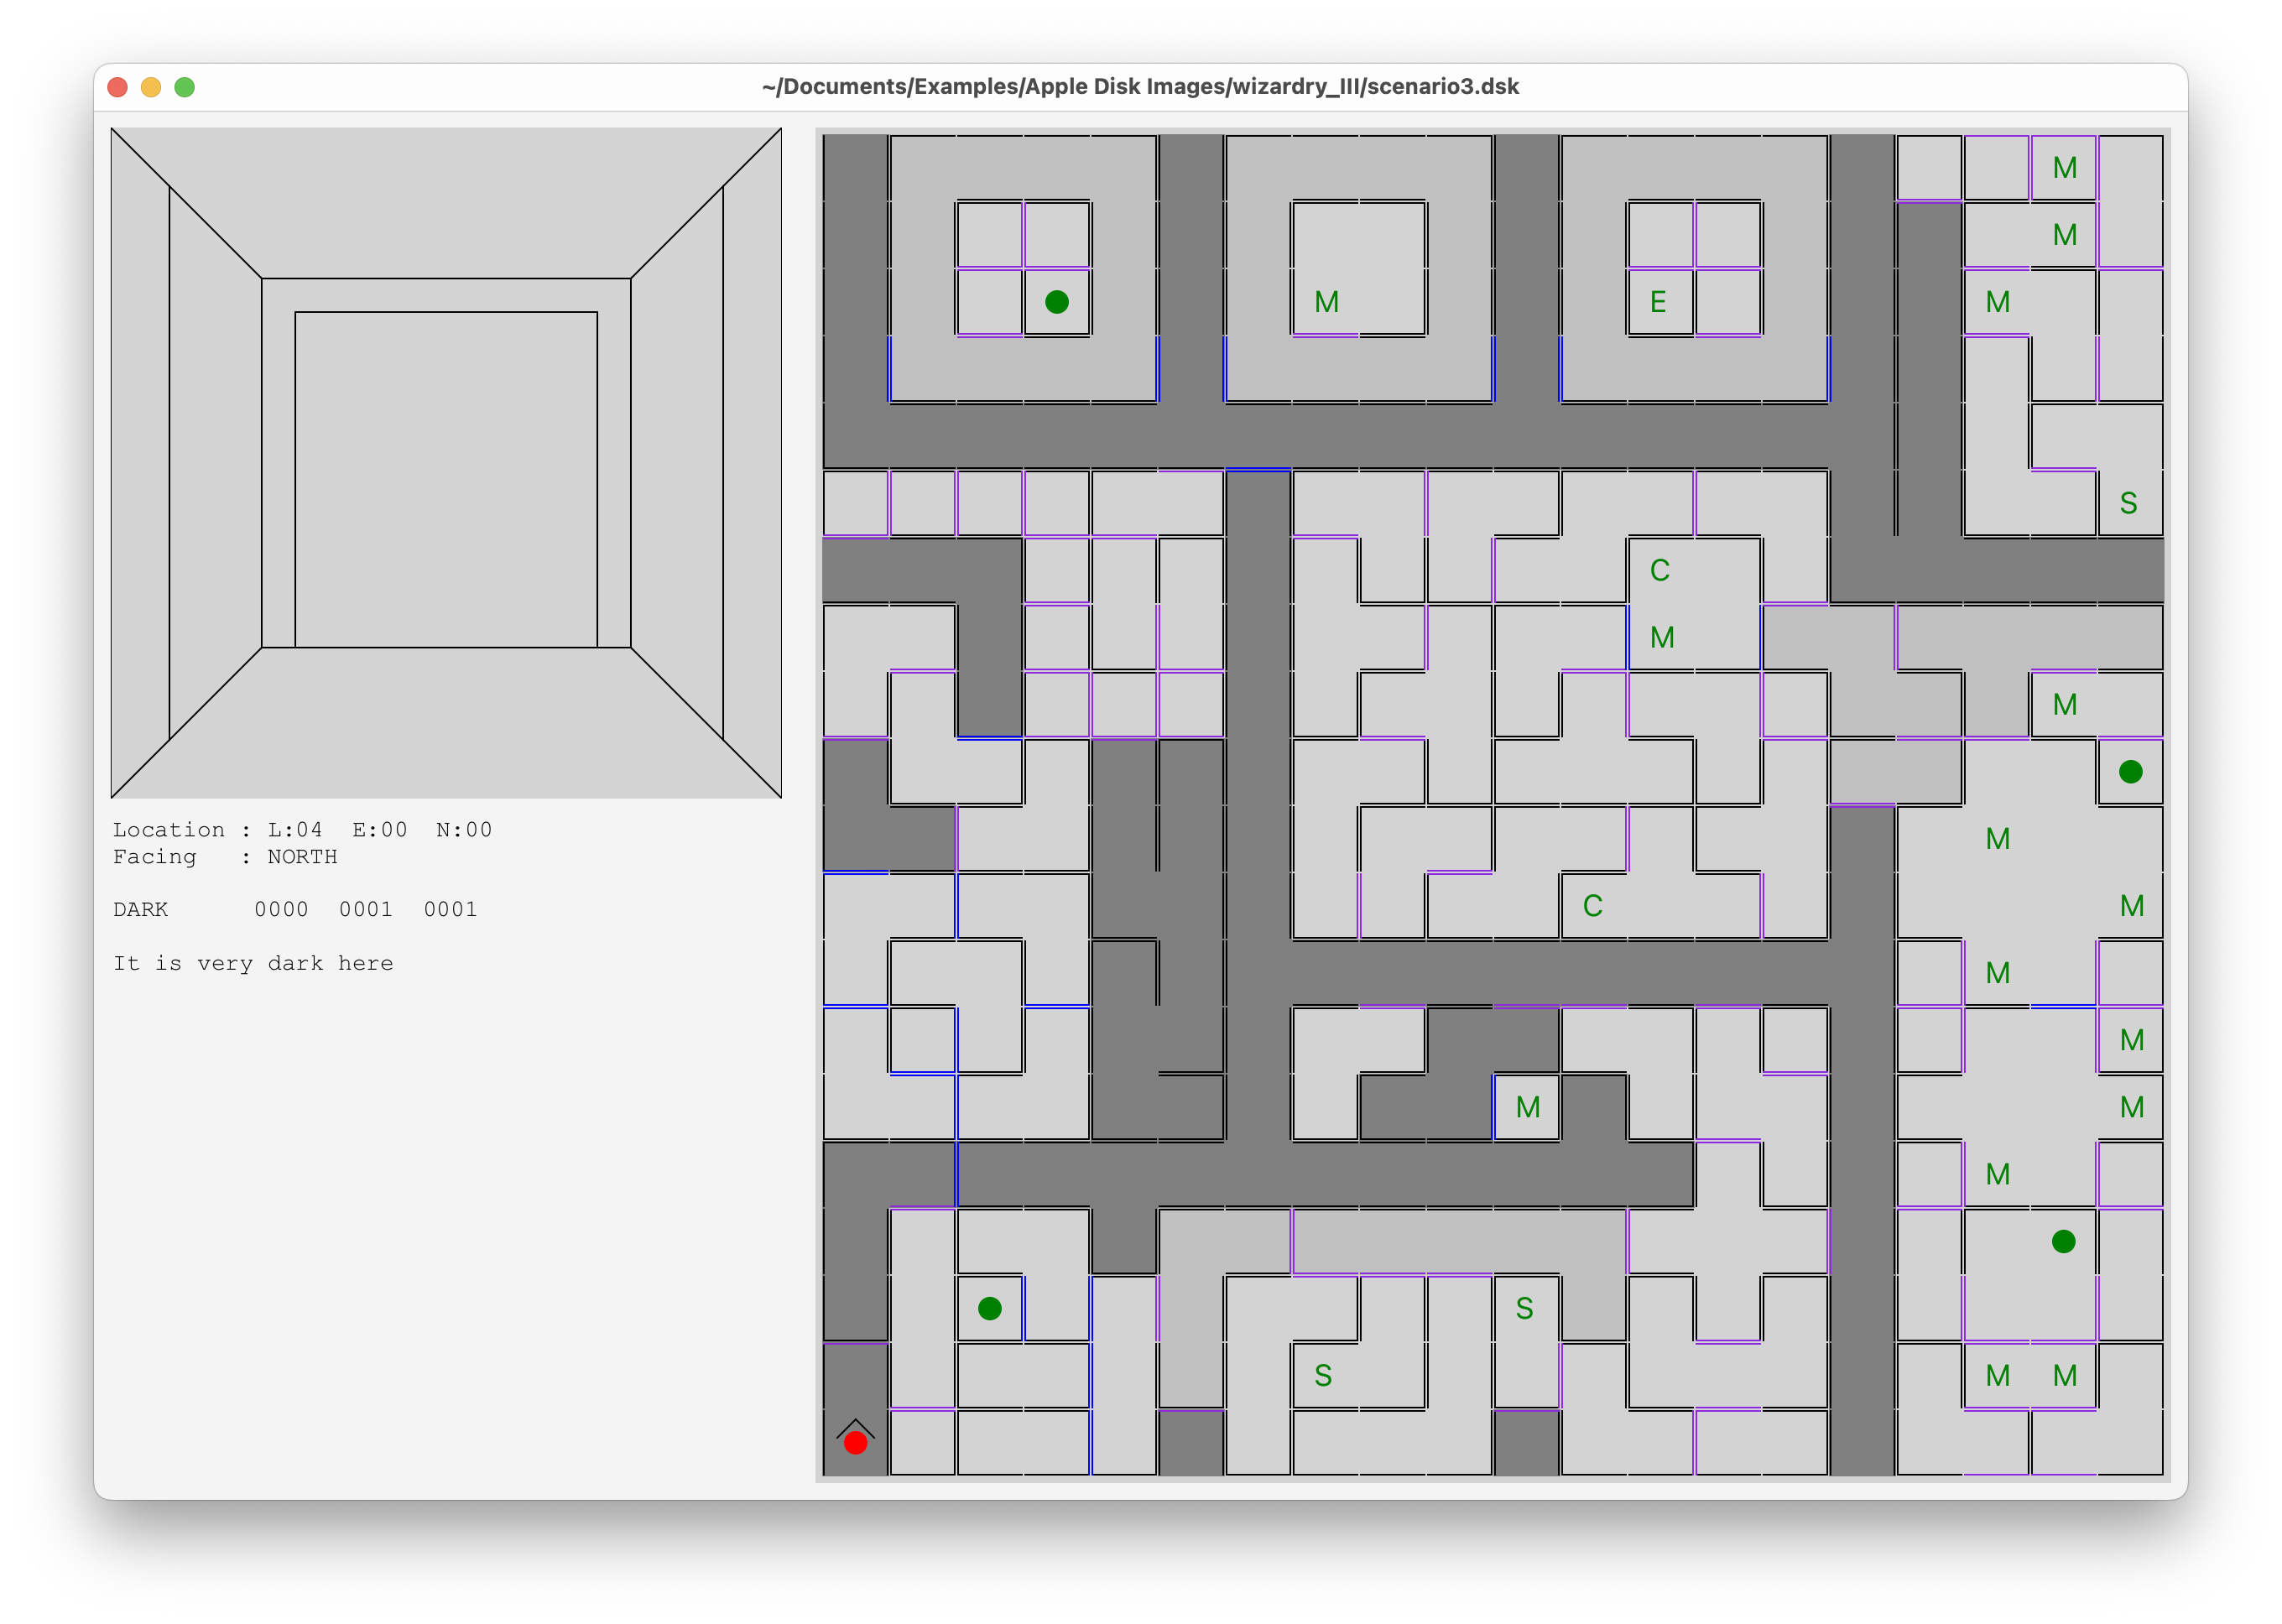 ~/Documents/Examples/Apple Disk Images/wizardry_III/scenario3.dsk
Location : L:04  E:00  N:00
Facing   : NORTH
DARK      0000  0001  0001
It is very dark here
M
M
M E M
S
C
M
M
M
C M
M
M
M M
M
S
S M M